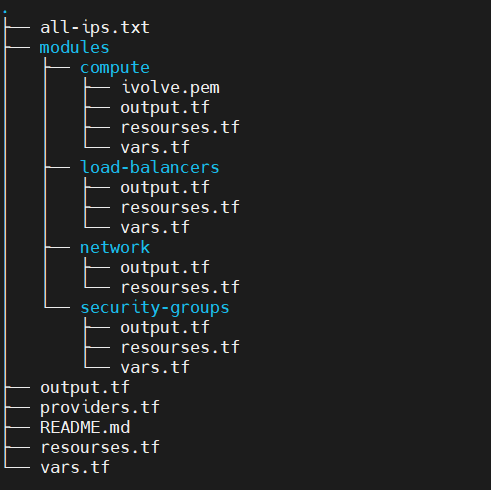 .
├── all-ips.txt
├── modules
│   ├── compute
│   │   ├── ivolve.pem
│   │   ├── output.tf
│   │   ├── resourses.tf
│   │   └── vars.tf
│   ├── load-balancers
│   │   ├── output.tf
│   │   ├── resourses.tf
│   │   └── vars.tf
│   ├── network
│   │   ├── output.tf
│   │   └── resourses.tf
│   └── security-groups
│       ├── output.tf
│       ├── resourses.tf
│       └── vars.tf
├── output.tf
├── providers.tf
├── README.md
├── resourses.tf
└── vars.tf